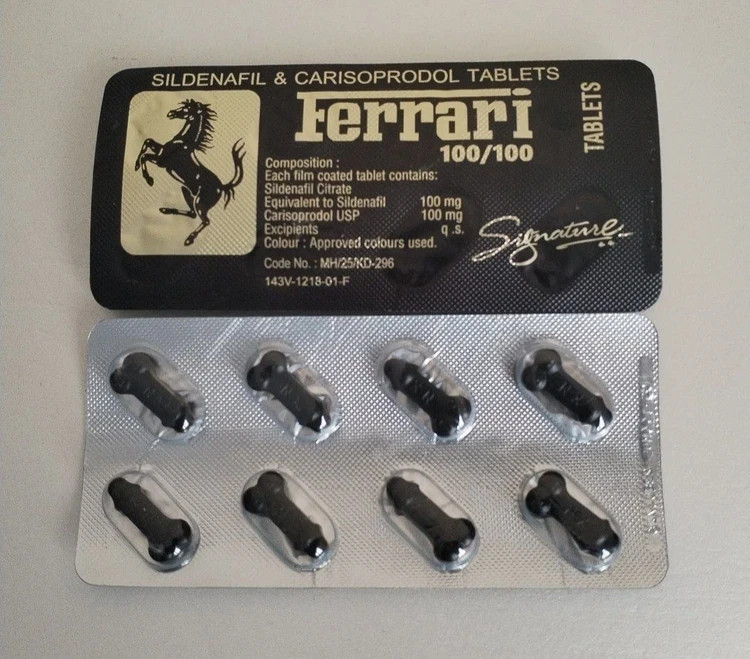 SILDENAFIL & CARISOPRODOL TABLETS
Ferrari
100/100
TABLETS
Composition :
Each film coated tablet contains:
Sildenafil Citrate
Equivalent to Sildenafil 100 mg
Carisoprodol USP 100 mg
Excipients q .s.
Colour : Approved colours used.
Code No. : MH/25/KD-296
143V-1218-01-F
Signature